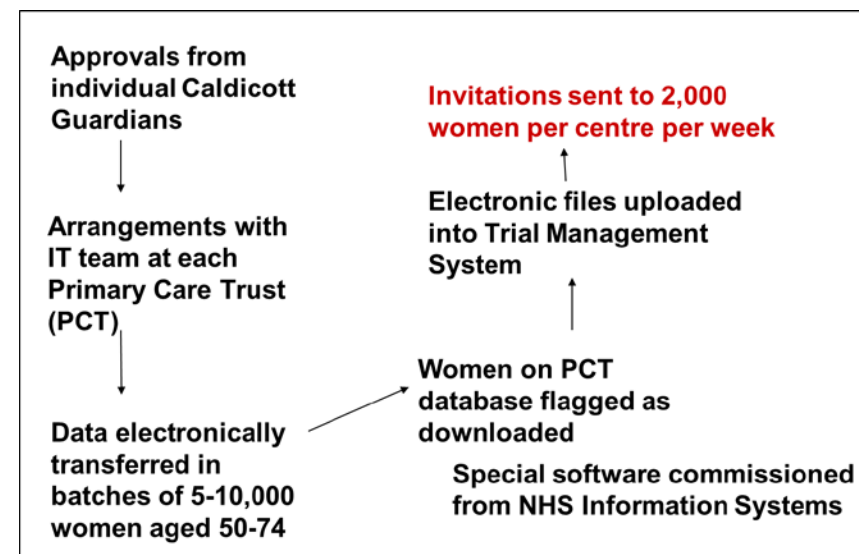 Approvals from
individual Caldicott
Guardians
Arrangements with
IT team at each
Primary Care Trust
(PCT)
Data electronically
transferred in
batches of 5-10,000
women aged 50-74
Women on PCT
database flagged as
downloaded
Special software commissioned
from NHS Information Systems
Electronic files uploaded
into Trial Management
System
Invitations sent to 2,000
women per centre per week